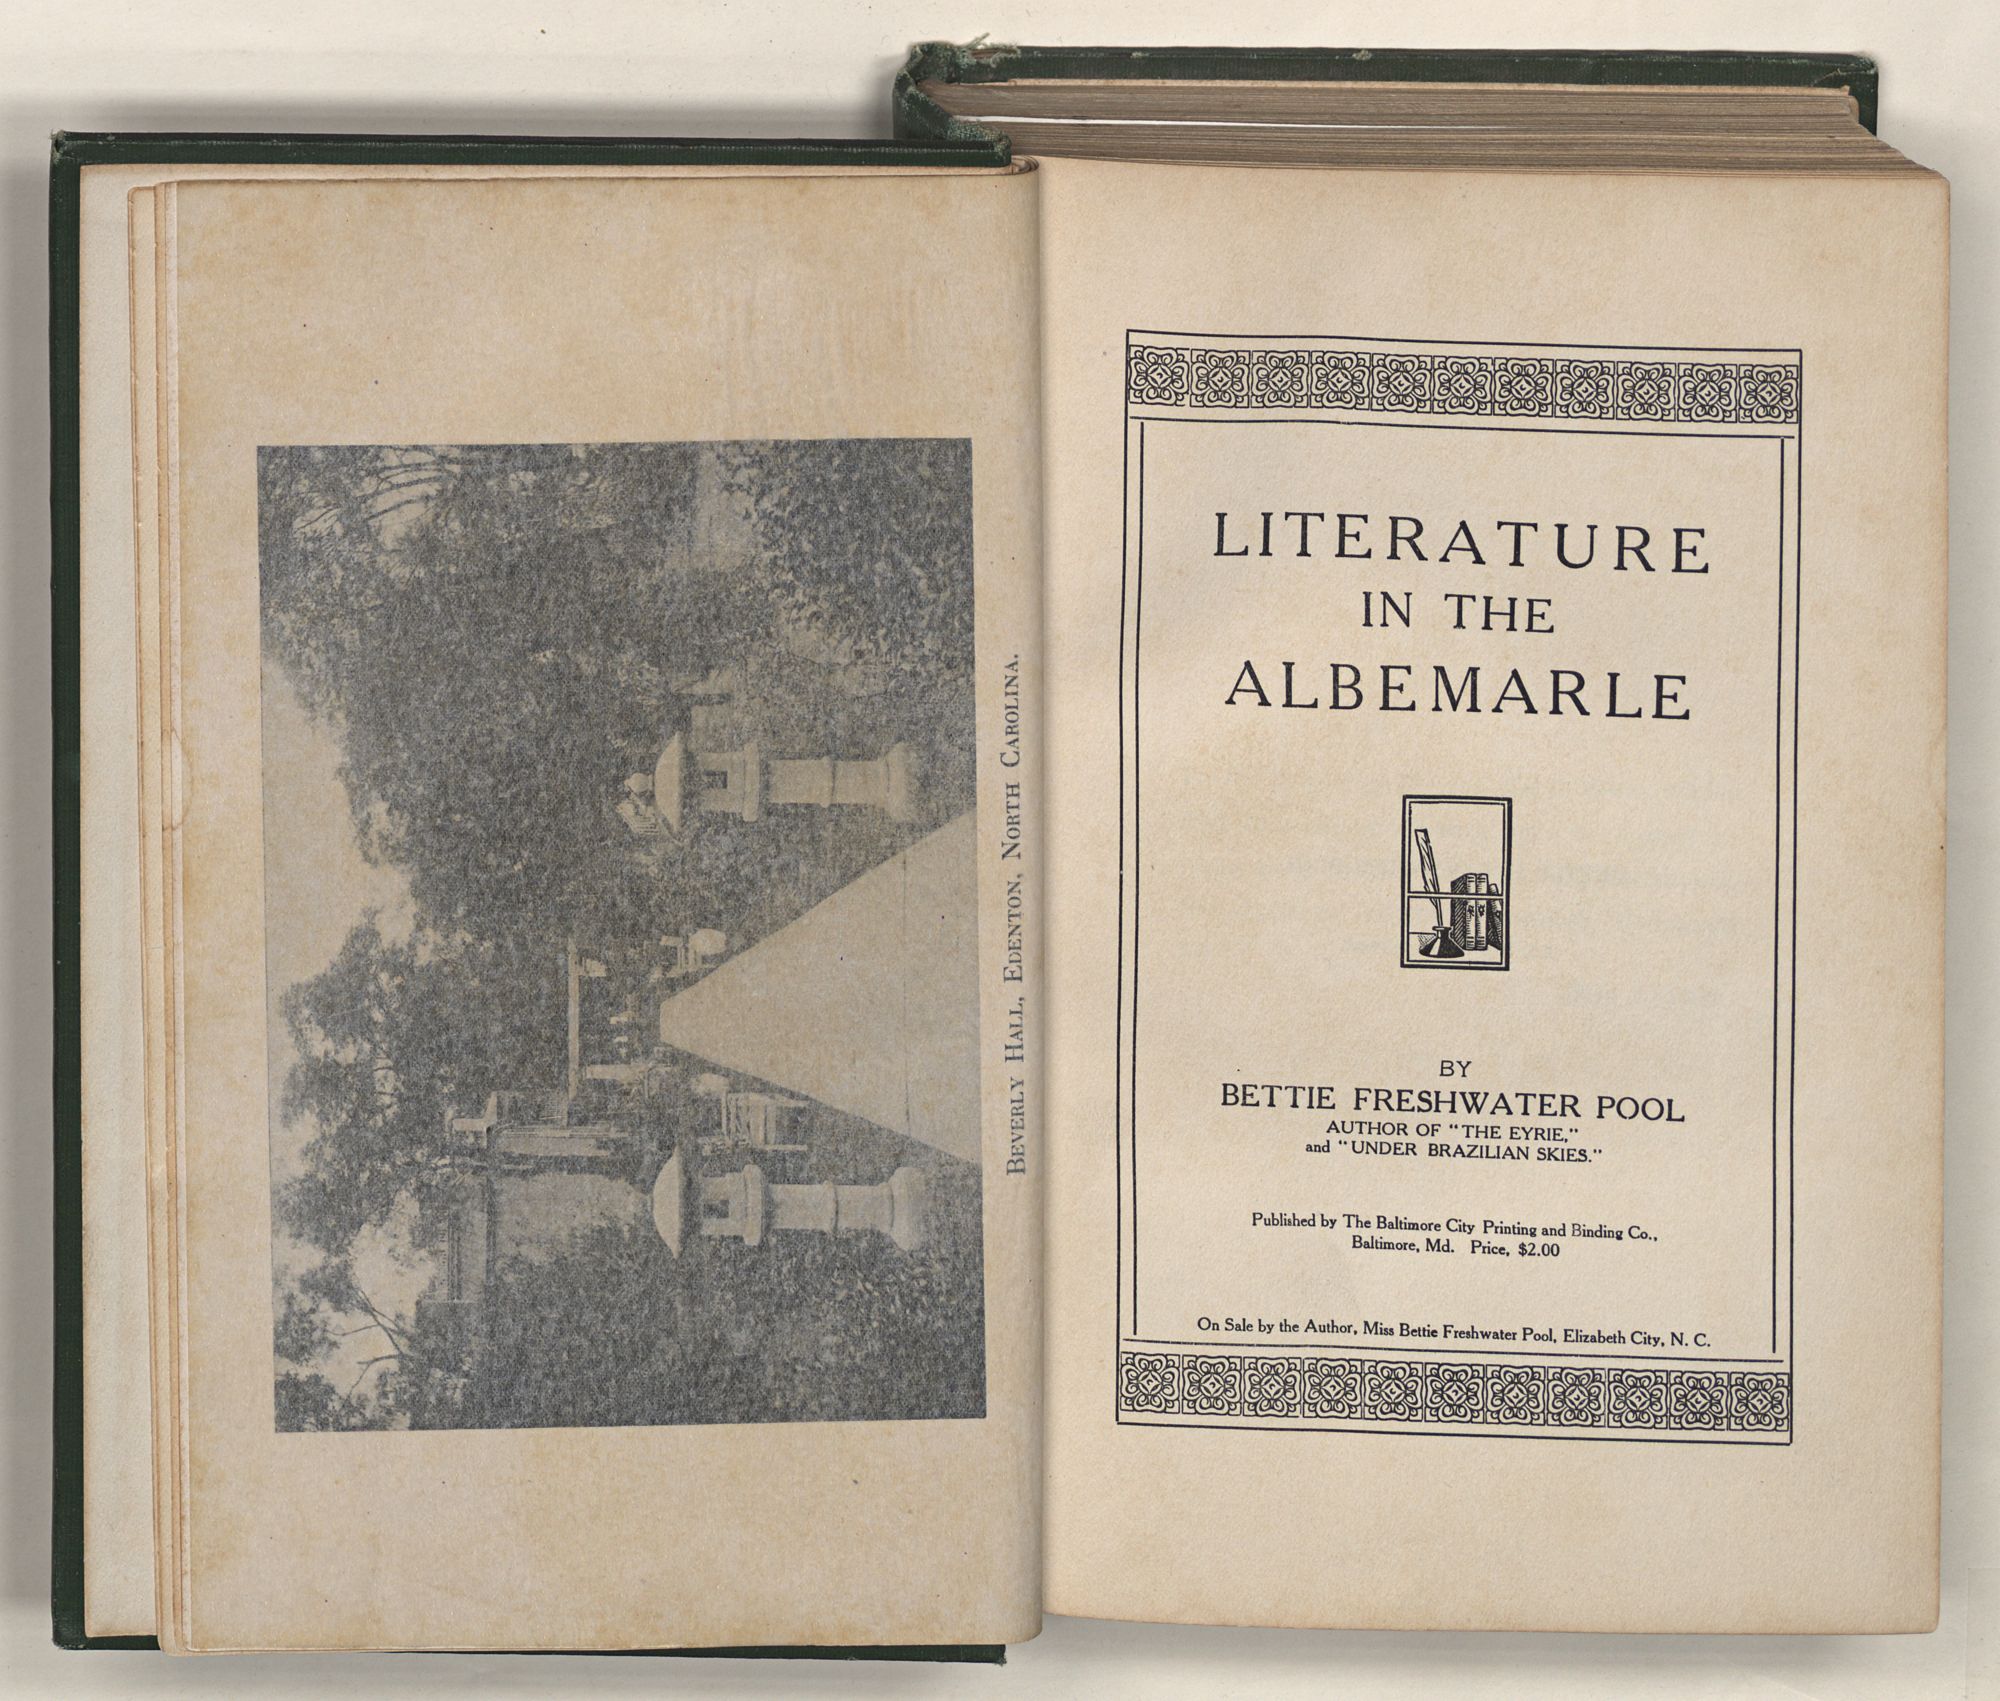 BEVERLY HALL, EDENTON, NORTH CAROLINA.
LITERATURE
IN THE
ALBEMARLE
BY
BETTIE FRESHWATER POOL
AUTHOR OF "THE EYRIE,"
and "UNDER BRAZILIAN SKIES."
Published by The Baltimore City Printing and Binding Co.,
Baltimore, Md. Price, $2.00
On Sale by the Author, Miss Bettie Freshwater Pool, Elizabeth City, N. C.